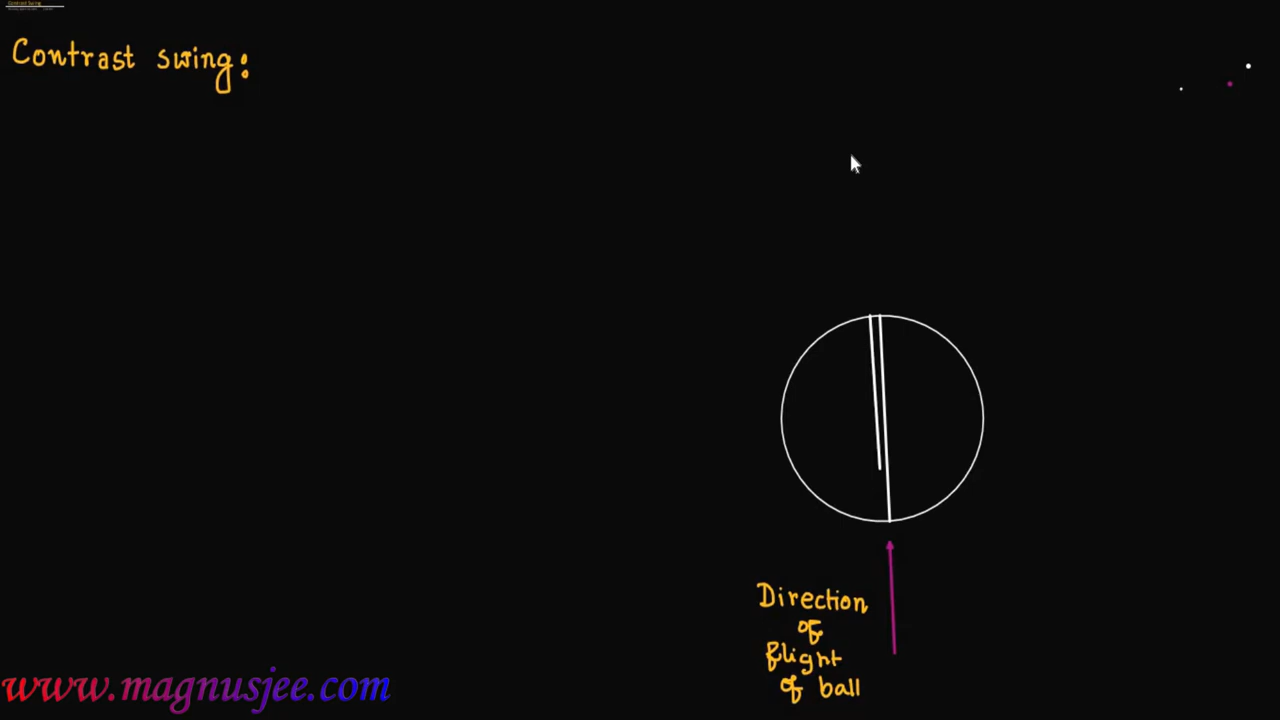 Contrast swing:
Direction
of
flight
of ball
www.magnusjee.com